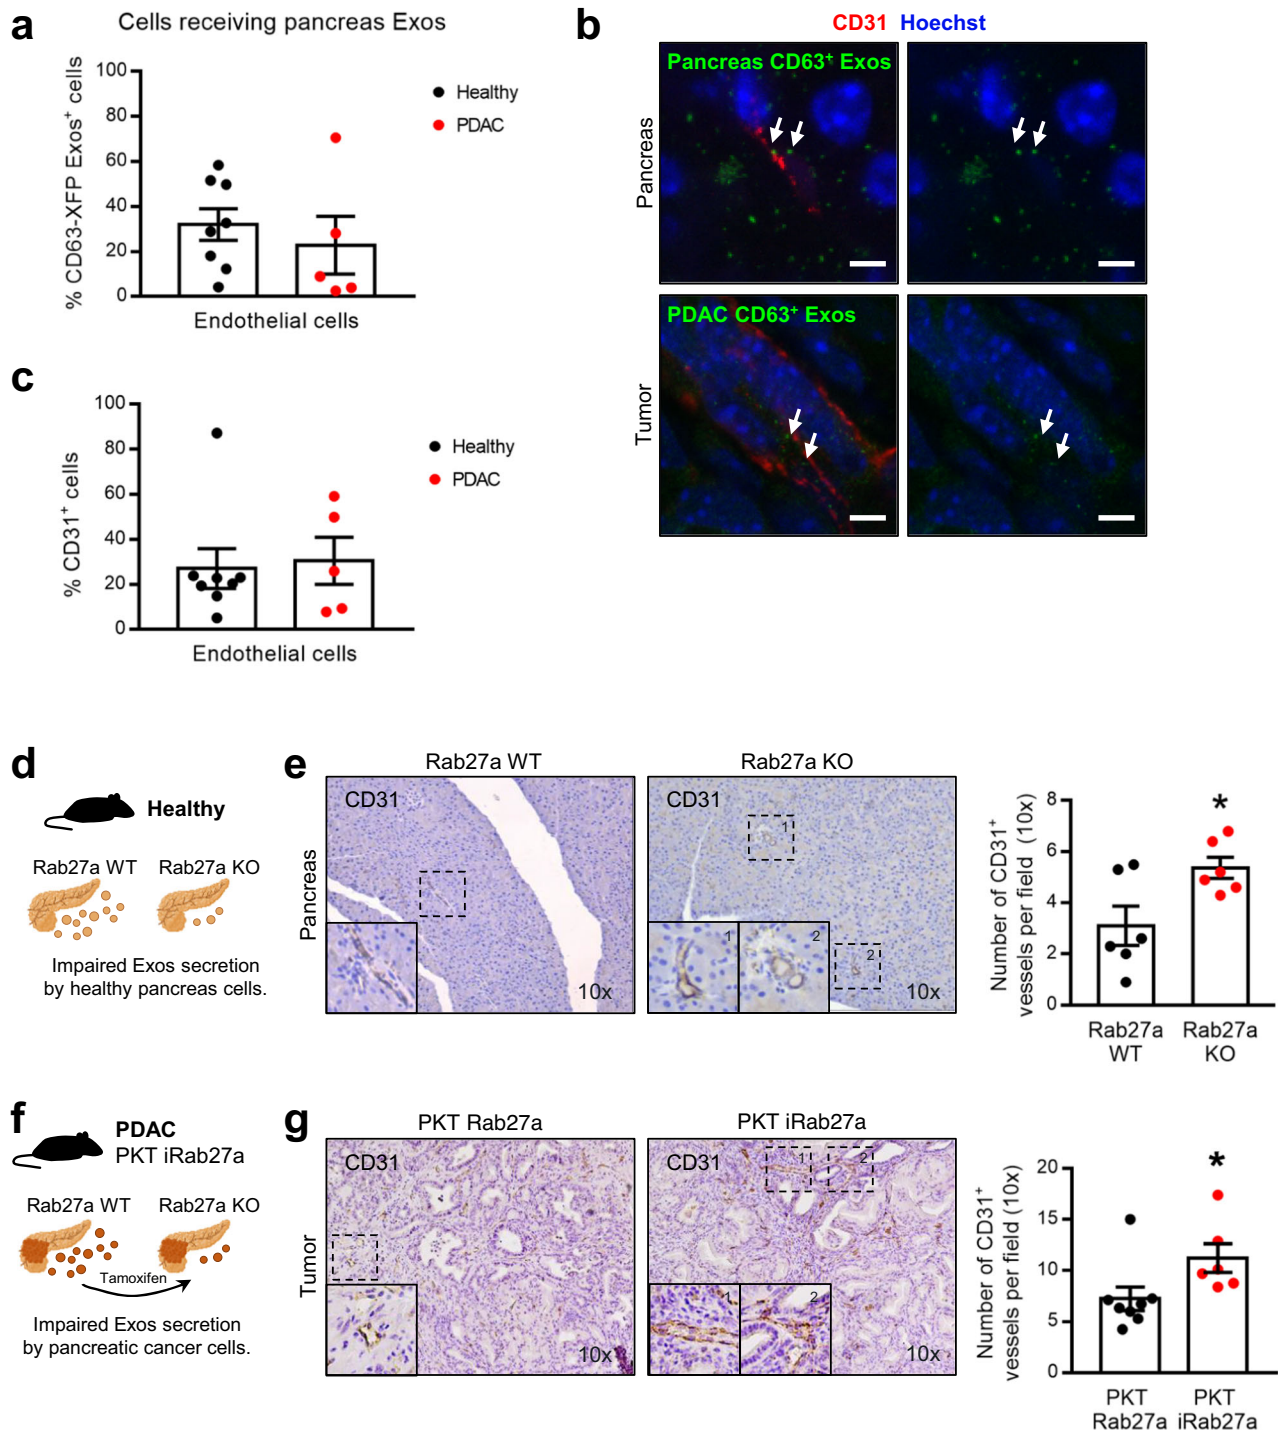 a
Cells receiving pancreas Exos
% CD63-XFP Exos⁺ cells
100
80
60
40
20
0
Endothelial cells
Healthy
PDAC
b
CD31 Hoechst
Pancreas
Pancreas CD63⁺ Exos
Tumor
PDAC CD63⁺ Exos
c
% CD31⁺ cells
100
80
60
40
20
0
Endothelial cells
Healthy
PDAC
d
Healthy
Rab27a WT
Rab27a KO
Impaired Exos secretion
by healthy pancreas cells.
e
Rab27a WT
Rab27a KO
Pancreas
CD31
10x
CD31
1
2
1
2
10x
Number of CD31⁺
vessels per field (10x)
8
6
4
2
0
*
Rab27a
WT
Rab27a
KO
f
PDAC
PKT iRab27a
Rab27a WT
Rab27a KO
Tamoxifen
Impaired Exos secretion
by pancreatic cancer cells.
g
PKT Rab27a
PKT iRab27a
Tumor
CD31
10x
CD31
1
2
1
2
10x
Number of CD31⁺
vessels per field (10x)
20
15
10
5
0
*
PKT
Rab27a
PKT
iRab27a